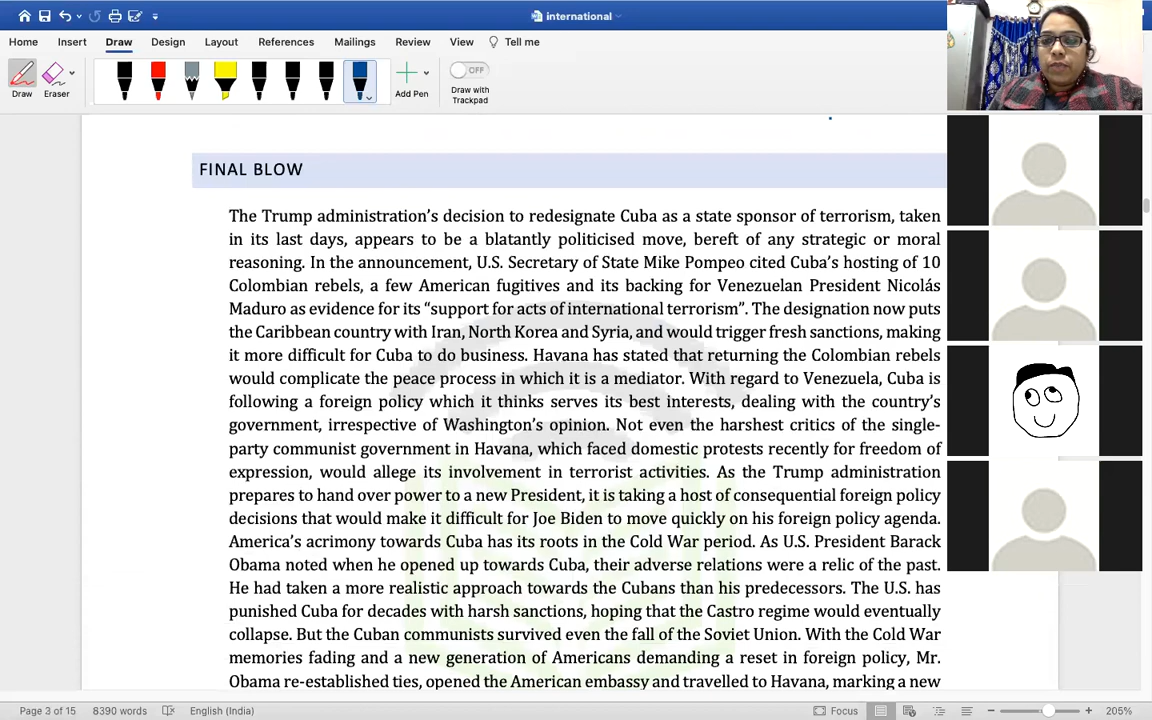 international
Home Insert Draw Design Layout References Mailings Review View Tell me
OFF
Draw Eraser Add Pen Draw with
Trackpad
FINAL BLOW
The Trump administration’s decision to redesignate Cuba as a state sponsor of terrorism, taken
in its last days, appears to be a blatantly politicised move, bereft of any strategic or moral
reasoning. In the announcement, U.S. Secretary of State Mike Pompeo cited Cuba’s hosting of 10
Colombian rebels, a few American fugitives and its backing for Venezuelan President Nicolás
Maduro as evidence for its “support for acts of international terrorism”. The designation now puts
the Caribbean country with Iran, North Korea and Syria, and would trigger fresh sanctions, making
it more difficult for Cuba to do business. Havana has stated that returning the Colombian rebels
would complicate the peace process in which it is a mediator. With regard to Venezuela, Cuba is
following a foreign policy which it thinks serves its best interests, dealing with the country’s
government, irrespective of Washington’s opinion. Not even the harshest critics of the single-
party communist government in Havana, which faced domestic protests recently for freedom of
expression, would allege its involvement in terrorist activities. As the Trump administration
prepares to hand over power to a new President, it is taking a host of consequential foreign policy
decisions that would make it difficult for Joe Biden to move quickly on his foreign policy agenda.
America’s acrimony towards Cuba has its roots in the Cold War period. As U.S. President Barack
Obama noted when he opened up towards Cuba, their adverse relations were a relic of the past.
He had taken a more realistic approach towards the Cubans than his predecessors. The U.S. has
punished Cuba for decades with harsh sanctions, hoping that the Castro regime would eventually
collapse. But the Cuban communists survived even the fall of the Soviet Union. With the Cold War
memories fading and a new generation of Americans demanding a reset in foreign policy, Mr.
Obama re-established ties, opened the American embassy and travelled to Havana, marking a new
Page 3 of 15 8390 words English (India) Focus 205%